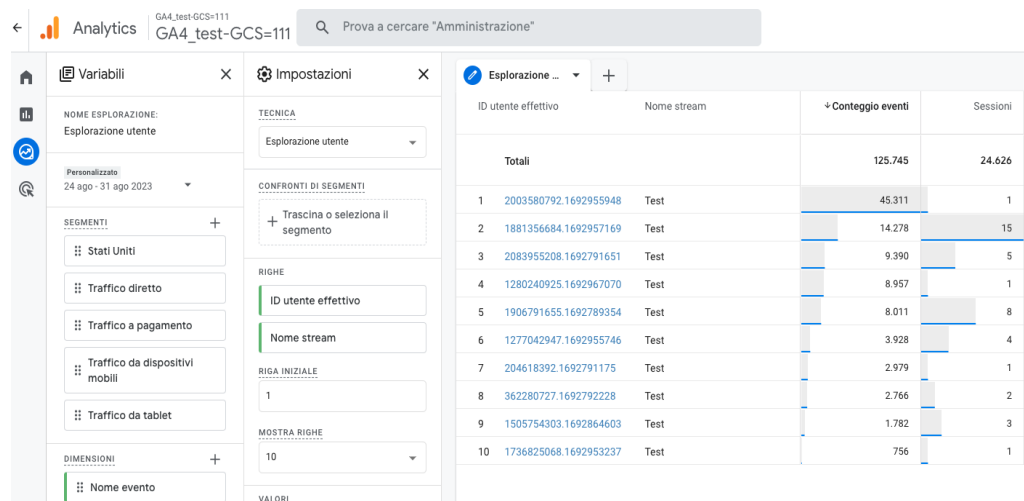 GA4_test-GCS=111
Analytics
GA4_test-GCS=111
Prova a cercare "Amministrazione"
Variabili
NOME ESPLORAZIONE:
Esplorazione utente
Personalizzato
24 ago - 31 ago 2023
SEGMENTI
Stati Uniti
Traffico diretto
Traffico a pagamento
Traffico da dispositivi
mobili
Traffico da tablet
DIMENSIONI
Nome evento
Impostazioni
TECNICA
Esplorazione utente
CONFRONTI DI SEGMENTI
Trascina o seleziona il
segmento
RIGHE
ID utente effettivo
Nome stream
RIGA INIZIALE
1
MOSTRA RIGHE
10
VALORI
Esplorazione ...
ID utente effettivo Nome stream ↓Conteggio eventi Sessioni
Totali 125.745 24.626
1 2003580792.1692955948 Test 45.311 1
2 1881356684.1692957169 Test 14.278 15
3 2083955208.1692791651 Test 9.390 5
4 1280240925.1692967070 Test 8.957 1
5 1906791655.1692789354 Test 8.011 8
6 1277042947.1692955746 Test 3.928 4
7 204618392.1692791175 Test 2.979 1
8 362280727.1692792228 Test 2.766 2
9 1505754303.1692864603 Test 1.782 3
10 1736825068.1692953237 Test 756 1